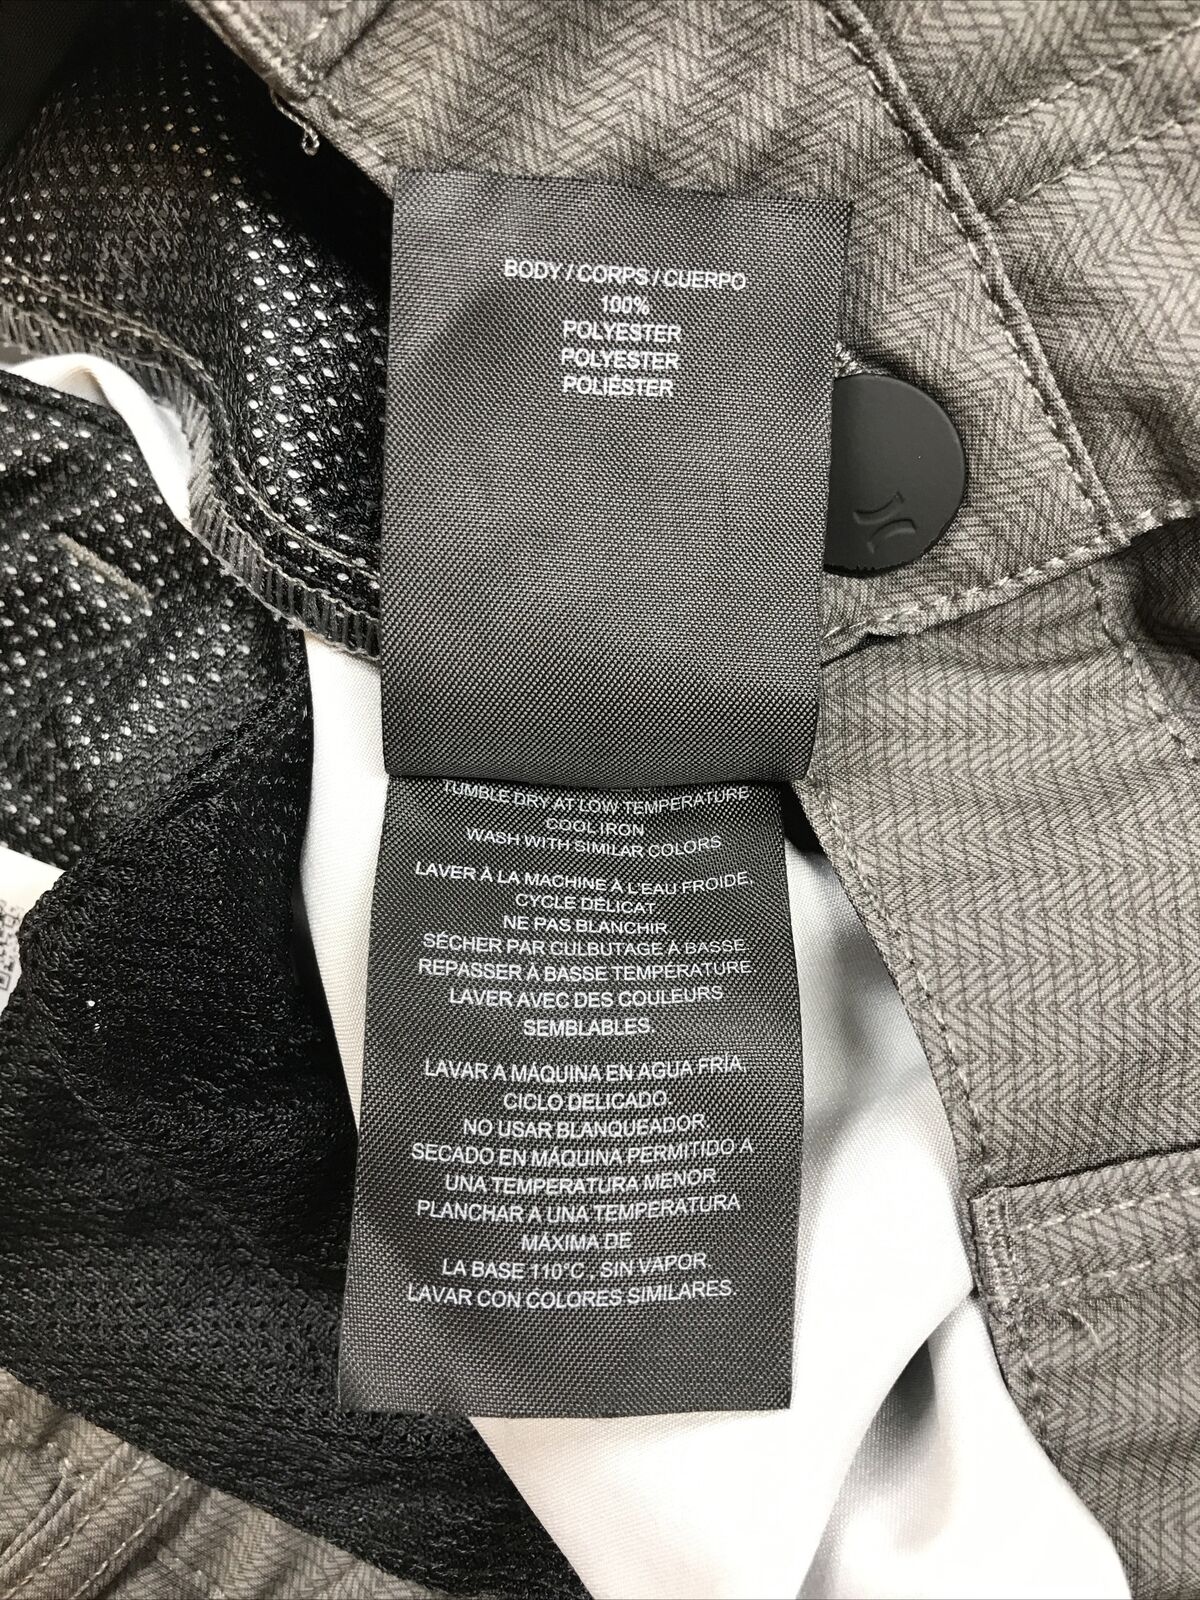 BODY / CORPS / CUERPO
100%
POLYESTER
POLYESTER
POLIÉSTER
TUMBLE DRY AT LOW TEMPERATURE
COOL IRON
WASH WITH SIMILAR COLORS
LAVER À LA MACHINE À L'EAU FROIDE,
CYCLE DÉLICAT
NE PAS BLANCHIR
SÉCHER PAR CULBUTAGE À BASSE
REPASSER À BASSE TEMPÉRATURE
LAVER AVEC DES COULEURS
SEMBLABLES.
LAVAR A MÁQUINA EN AGUA FRÍA,
CICLO DELICADO.
NO USAR BLANQUEADOR
SECADO EN MÁQUINA PERMITIDO A
UNA TEMPERATURA MENOR
PLANCHAR A UNA TEMPERATURA
MÁXIMA DE
LA BASE 110°C , SIN VAPOR
LAVAR CON COLORES SIMILARES.